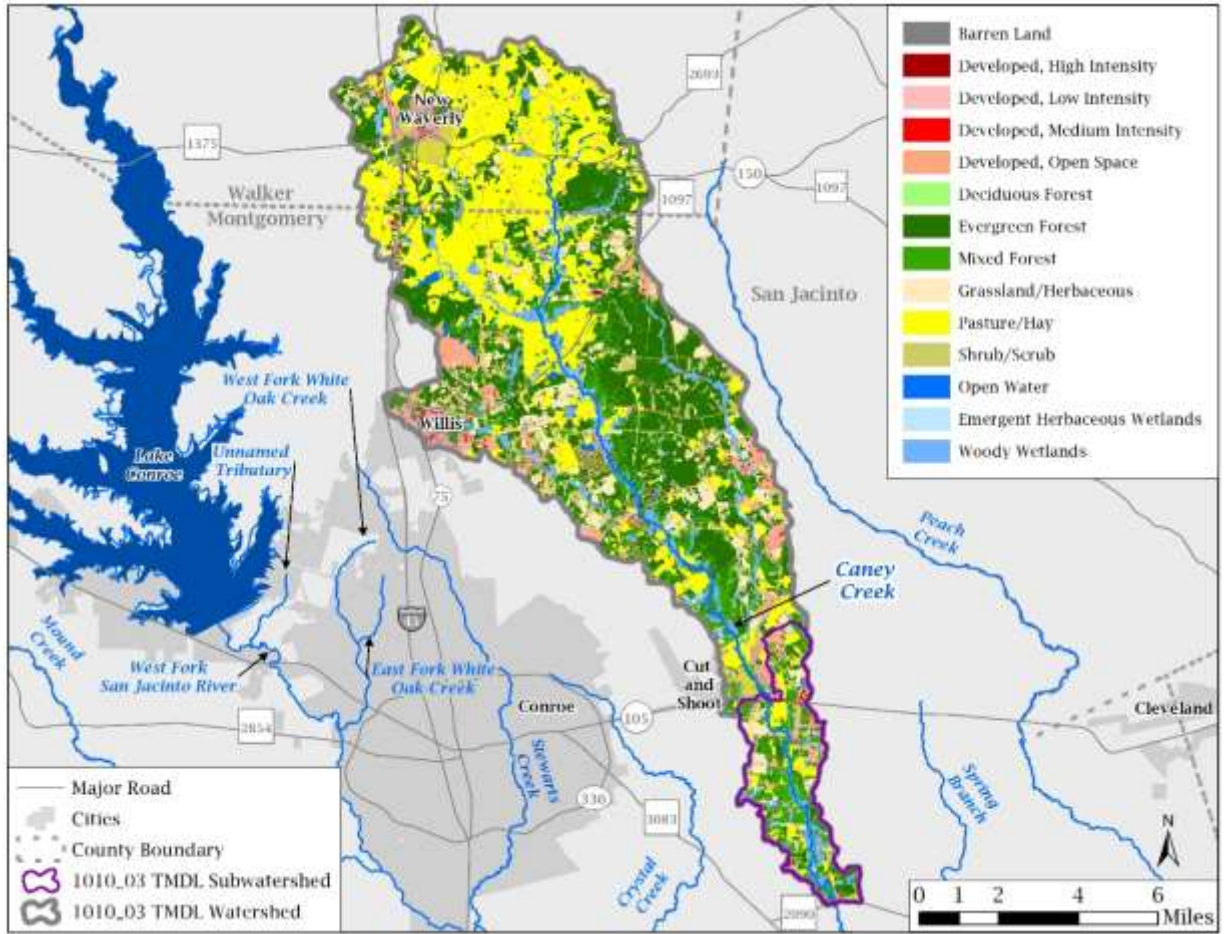 Barren Land
Developed, High Intensity
Developed, Low Intensity
Developed, Medium Intensity
Developed, Open Space
Deciduous Forest
Evergreen Forest
Mixed Forest
Grassland/Herbaceous
Pasture/Hay
Shrub/Scrub
Open Water
Emergent Herbaceous Wetlands
Woody Wetlands
2693
New
Waverly
1375
150
1097
1097
Walker
Montgomery
San Jacinto
West Fork White
Oak Creek
Willis
Unnamed
Tributary
Lake
Conroe
75
Peach
Creek
Caney
Creek
45
Mound
Creek
West Fork
San Jacinto River
East Fork White
Oak Creek
Cut
and
Shoot
Conroe
105
Cleveland
2854
Stewarts
Creek
Spring
Branch
336
3083
Crystal
Creek
2090
Major Road
Cities
County Boundary
1010_03 TMDL Subwatershed
1010_03 TMDL Watershed
N
0 1 2 4 6
Miles